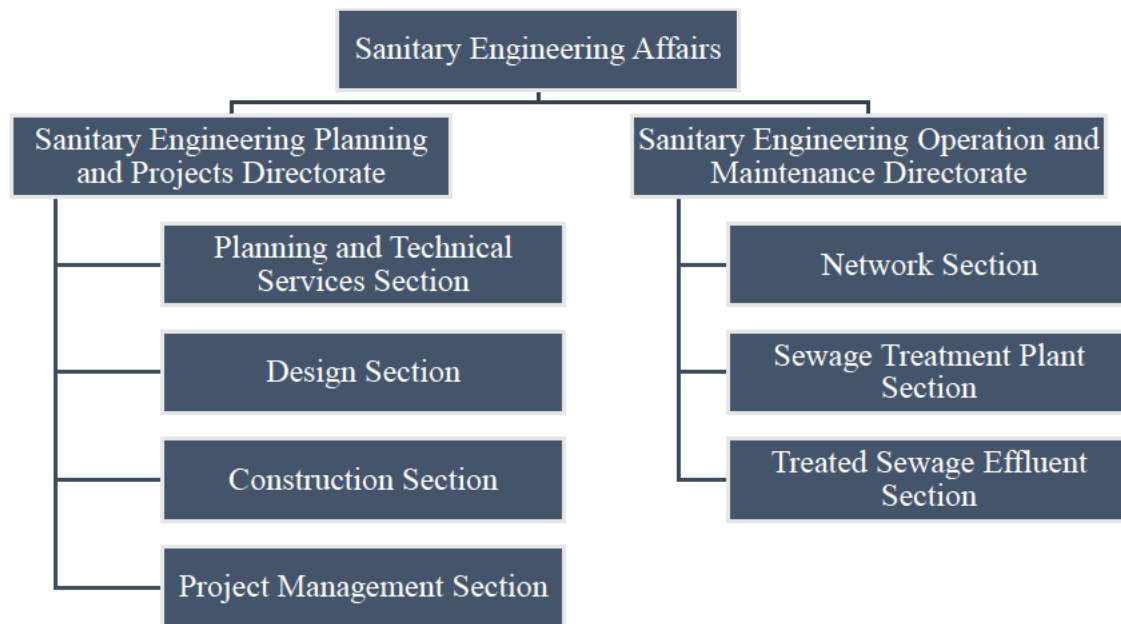 Sanitary Engineering Affairs
Sanitary Engineering Planning
and Projects Directorate
Planning and Technical
Services Section
Design Section
Construction Section
Project Management Section
Sanitary Engineering Operation and
Maintenance Directorate
Network Section
Sewage Treatment Plant
Section
Treated Sewage Effluent
Section